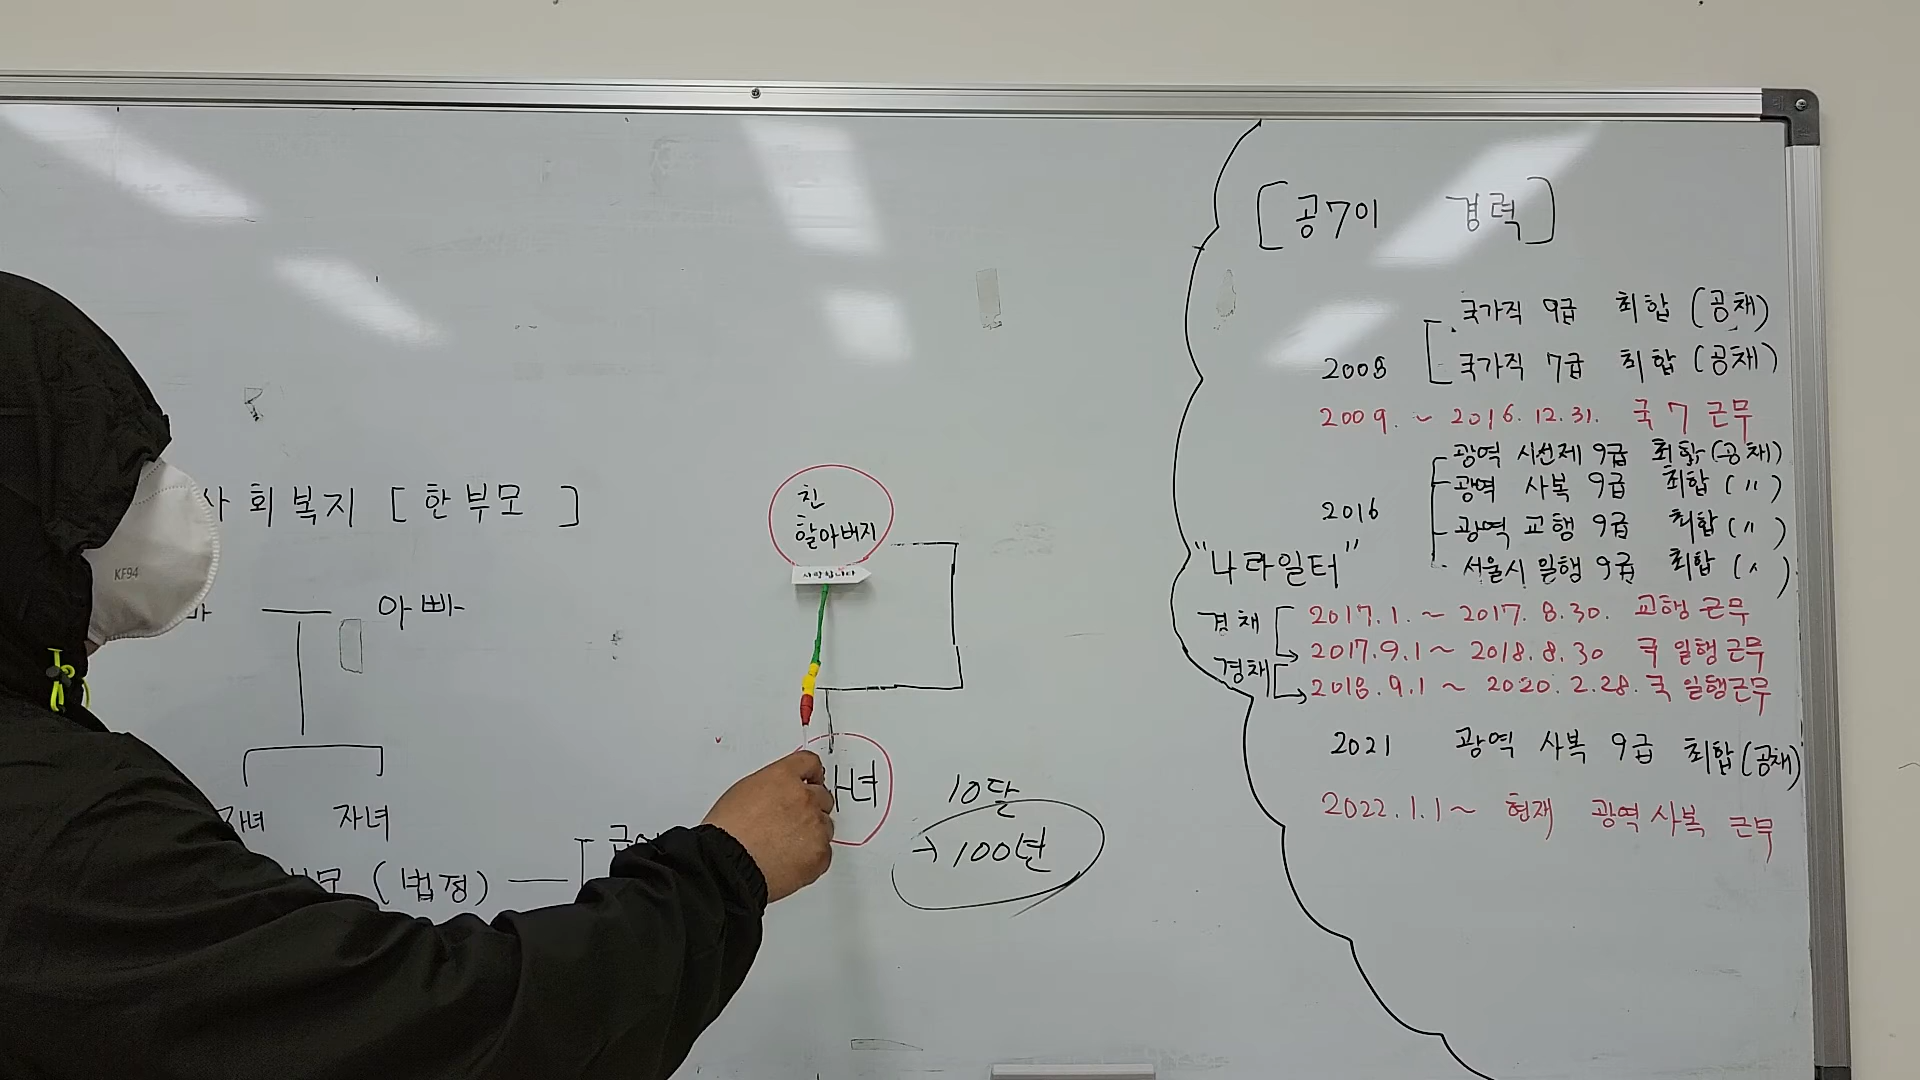 사회복지 [한부모 ]
아빠
자녀 자녀
(법정)
친
할아버지
사랑합니다
10만
→ 100년
KF94
[공7이 경력]
국가직 9급 최합 (공채)
2008 국가직 7급 최합 (공채)
2009. ~ 2016. 12. 31. 국 7 근무
광역 시선제 9급 최합 (공채)
광역 사복 9급 최합 (〃)
2016
광역 교행 9급 최합 (〃)
서울시 일행 9급 최합 (〃)
"나라일터"
경채 2017. 1. ~ 2017. 8. 30. 교행 근무
2017. 9. 1 ~ 2018. 8. 30 국 일행 근무
경채 2018. 9. 1 ~ 2020. 2. 28. 국 일행 근무
2021 광역 사복 9급 최합 (공채)
2022. 1. 1 ~ 현재 광역 사복 근무